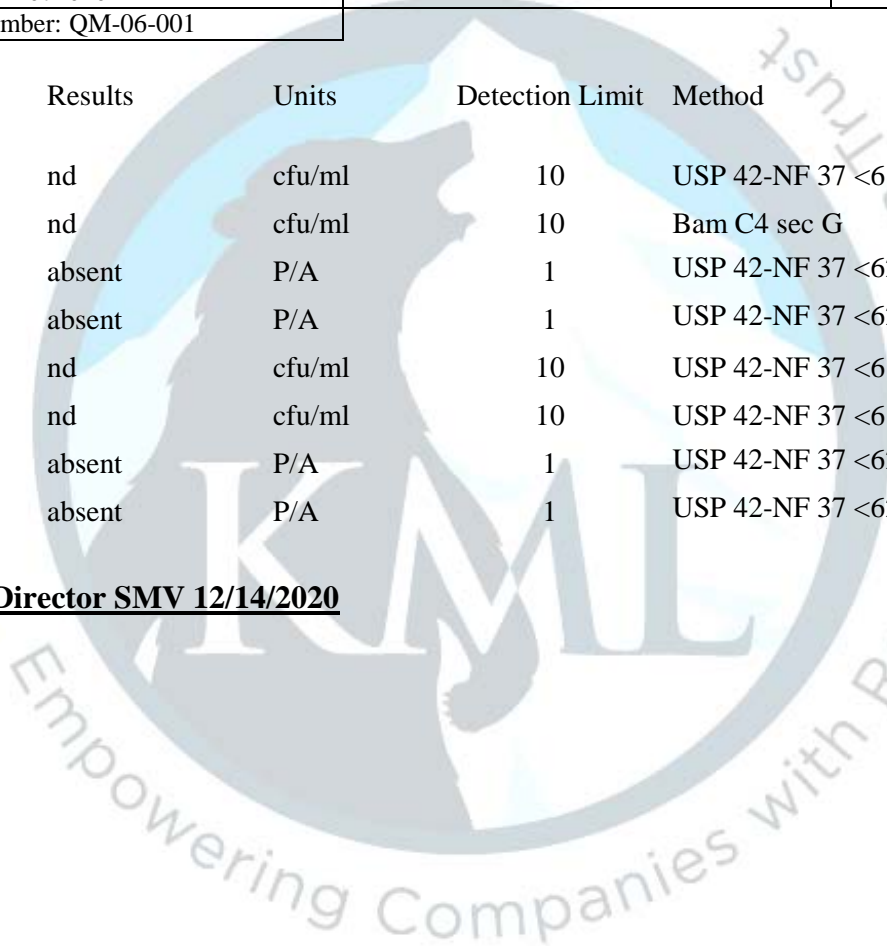 mber: QM-06-001
Results Units Detection Limit Method
nd cfu/ml 10 USP 42-NF 37 <6
nd cfu/ml 10 Bam C4 sec G
absent P/A 1 USP 42-NF 37 <6
absent P/A 1 USP 42-NF 37 <6
nd cfu/ml 10 USP 42-NF 37 <6
nd cfu/ml 10 USP 42-NF 37 <6
absent P/A 1 USP 42-NF 37 <6
absent P/A 1 USP 42-NF 37 <6
Director SMV 12/14/2020
KML
Empowering Companies with
Trust